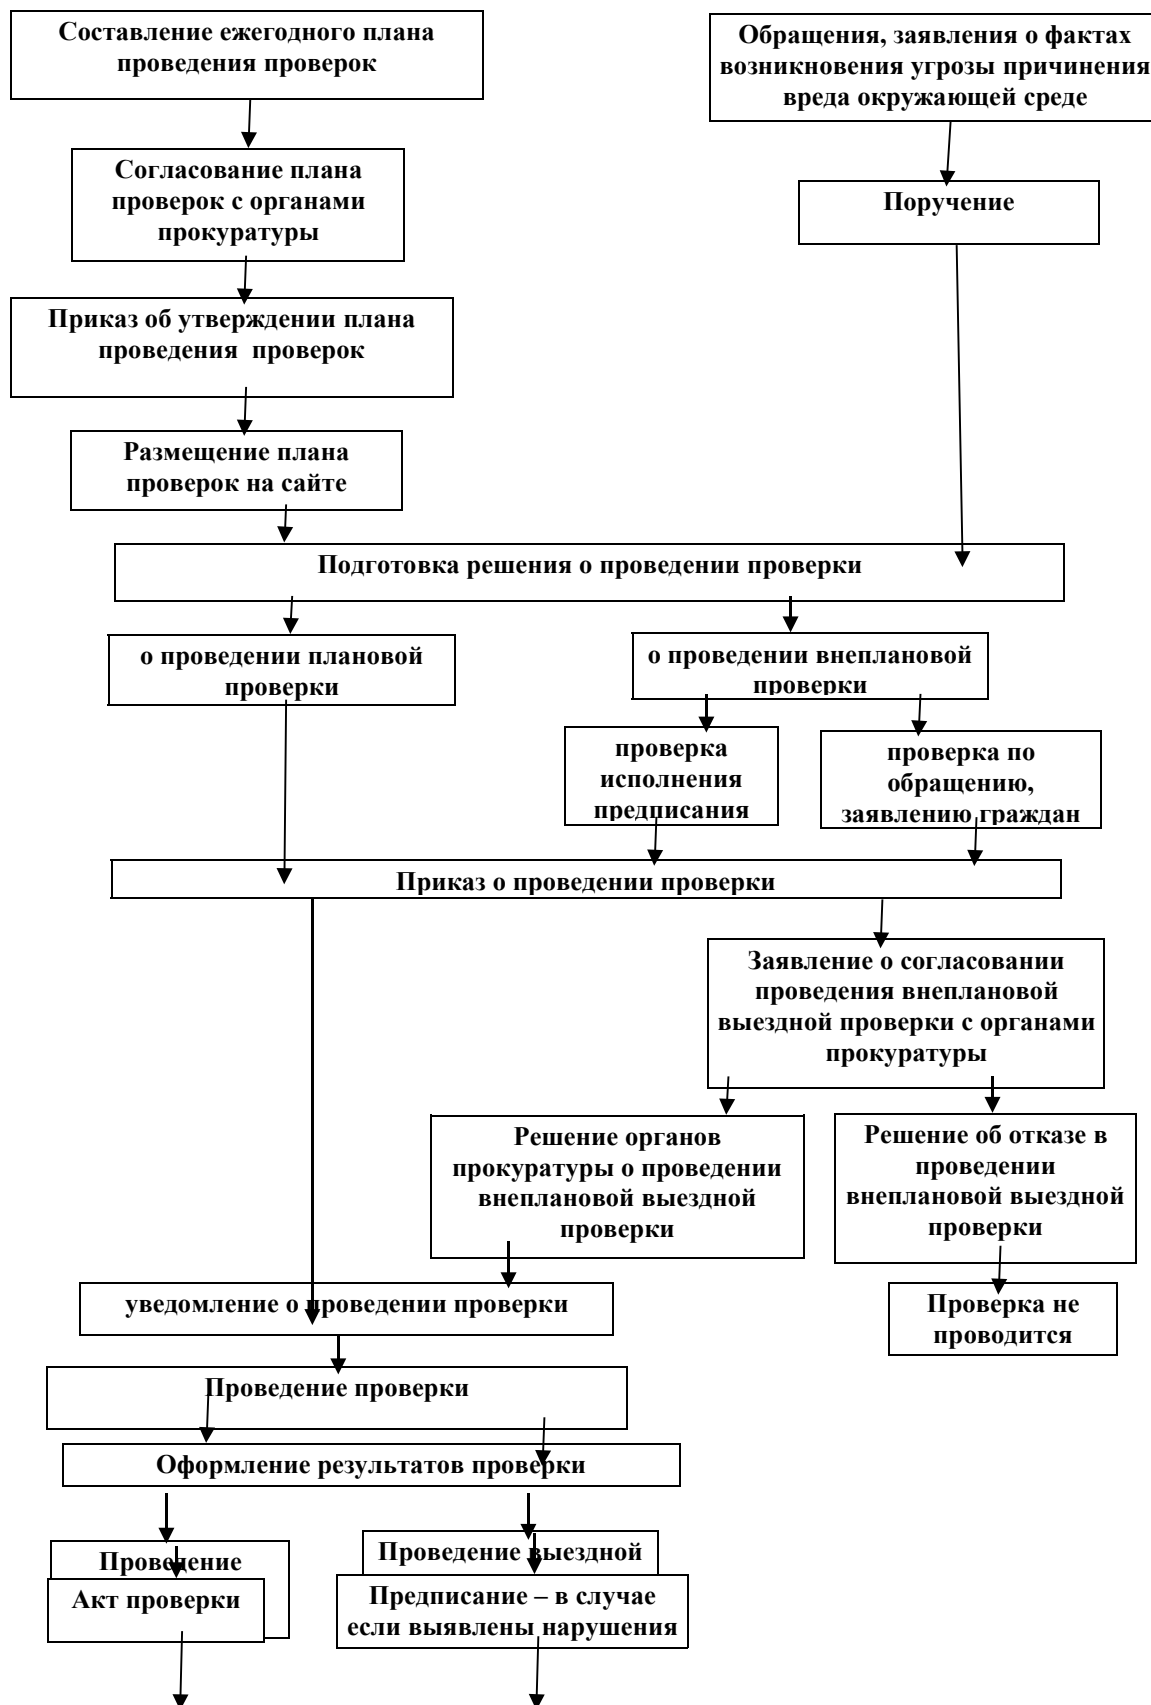 Составление ежегодного плана
проведения проверок
Обращения, заявления о фактах
возникновения угрозы причинения
вреда окружающей среде
Согласование плана
проверок с органами
прокуратуры
Поручение
Приказ об утверждении плана
проведения проверок
Размещение плана
проверок на сайте
Подготовка решения о проведении проверки
о проведении плановой
проверки
о проведении внеплановой
проверки
проверка
исполнения
предписания
проверка по
обращению,
заявлению граждан
Приказ о проведении проверки
Заявление о согласовании
проведения внеплановой
выездной проверки с органами
прокуратуры
Решение органов
прокуратуры о проведении
внеплановой выездной
проверки
Решение об отказе в
проведении
внеплановой выездной
проверки
уведомление о проведении проверки
Проверка не
проводится
Проведение проверки
Оформление результатов проверки
Проведение
Проведение выездной
Акт проверки
Предписание – в случае
если выявлены нарушения